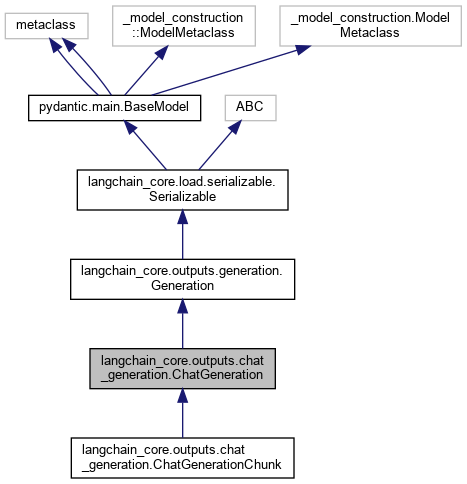 metaclass
_model_construction
::ModelMetaclass
_model_construction.Model
Metaclass
pydantic.main.BaseModel
ABC
langchain_core.load.serializable.
Serializable
langchain_core.outputs.generation.
Generation
langchain_core.outputs.chat
_generation.ChatGeneration
langchain_core.outputs.chat
_generation.ChatGenerationChunk